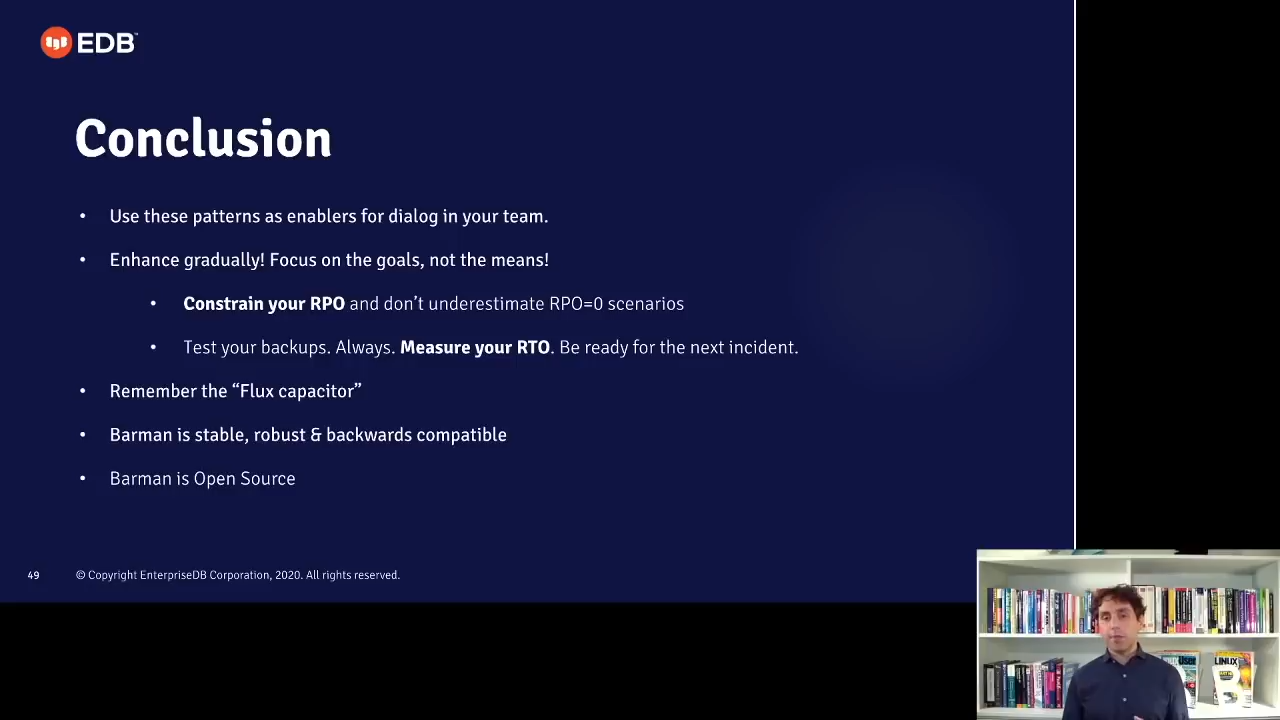 EDB
Conclusion
• Use these patterns as enablers for dialog in your team.
• Enhance gradually! Focus on the goals, not the means!
• Constrain your RPO and don’t underestimate RPO=0 scenarios
• Test your backups. Always. Measure your RTO. Be ready for the next incident.
• Remember the “Flux capacitor”
• Barman is stable, robust & backwards compatible
• Barman is Open Source
49 © Copyright EnterpriseDB Corporation, 2020. All rights reserved.
User
LINUX